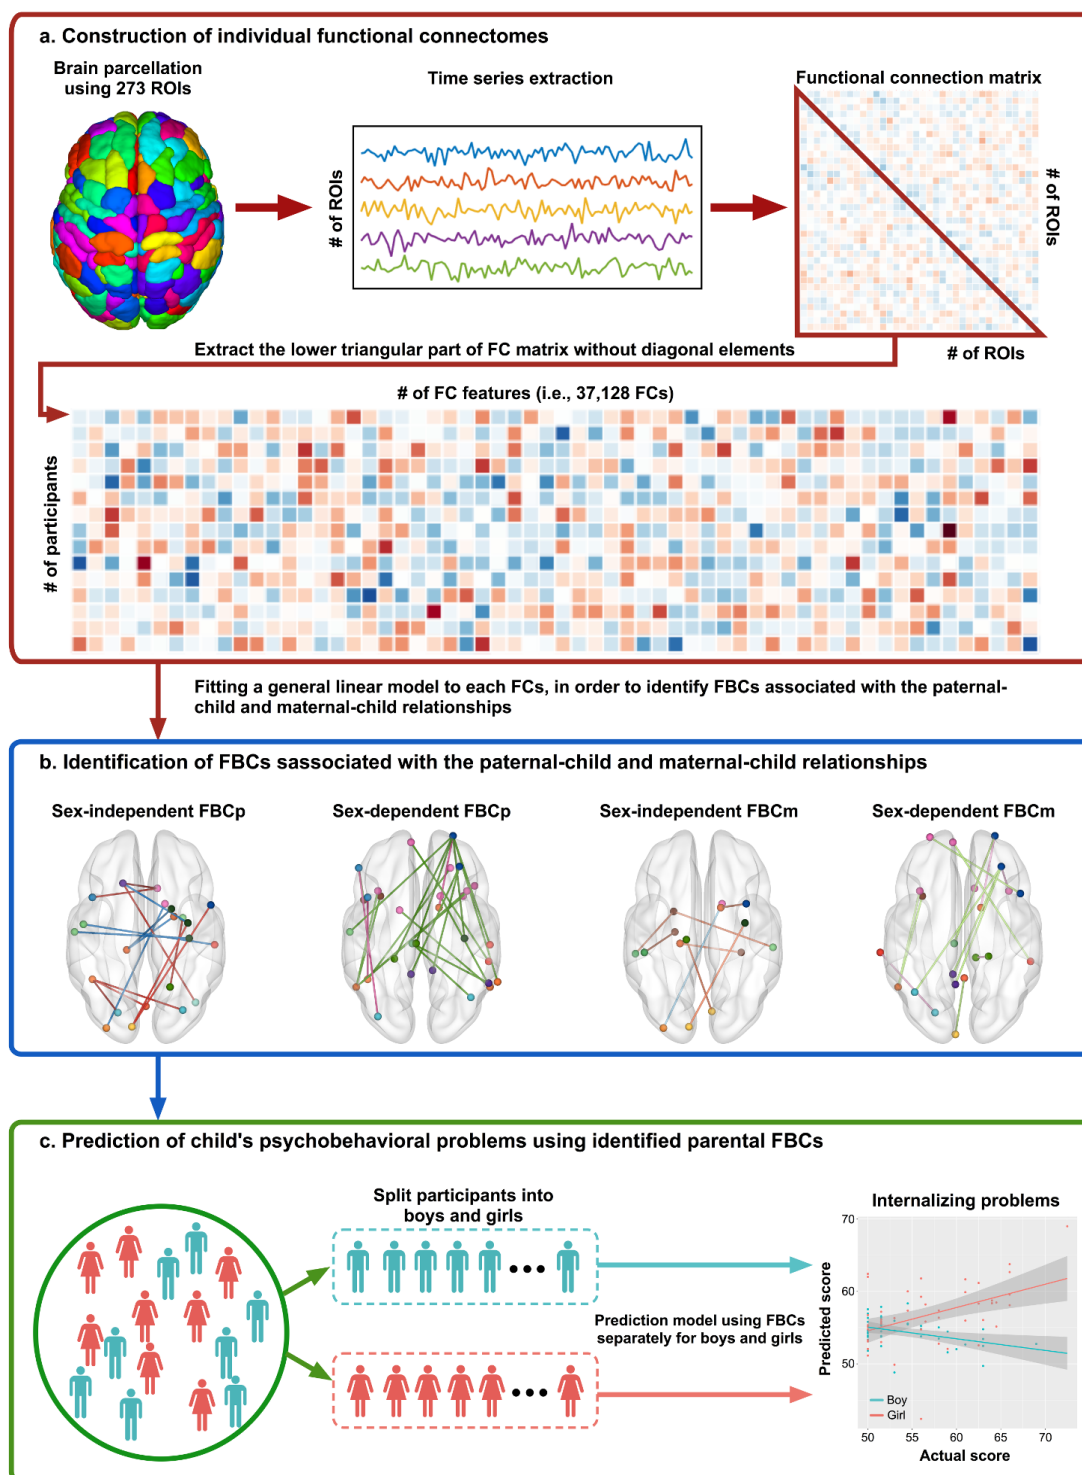 a. Construction of individual functional connectomes
Brain parcellation
using 273 ROIs
Time series extraction
Functional connection matrix
# of ROIs
# of ROIs
# of ROIs
Extract the lower triangular part of FC matrix without diagonal elements
# of FC features (i.e., 37,128 FCs)
# of participants
Fitting a general linear model to each FCs, in order to identify FBCs associated with the paternal-
child and maternal-child relationships
b. Identification of FBCs sassociated with the paternal-child and maternal-child relationships
Sex-independent FBCp
Sex-dependent FBCp
Sex-independent FBCm
Sex-dependent FBCm
c. Prediction of child's psychobehavioral problems using identified parental FBCs
Split participants into
boys and girls
Prediction model using FBCs
separately for boys and girls
Internalizing problems
Predicted score
70
60
50
Boy
Girl
50 55 60 65 70
Actual score